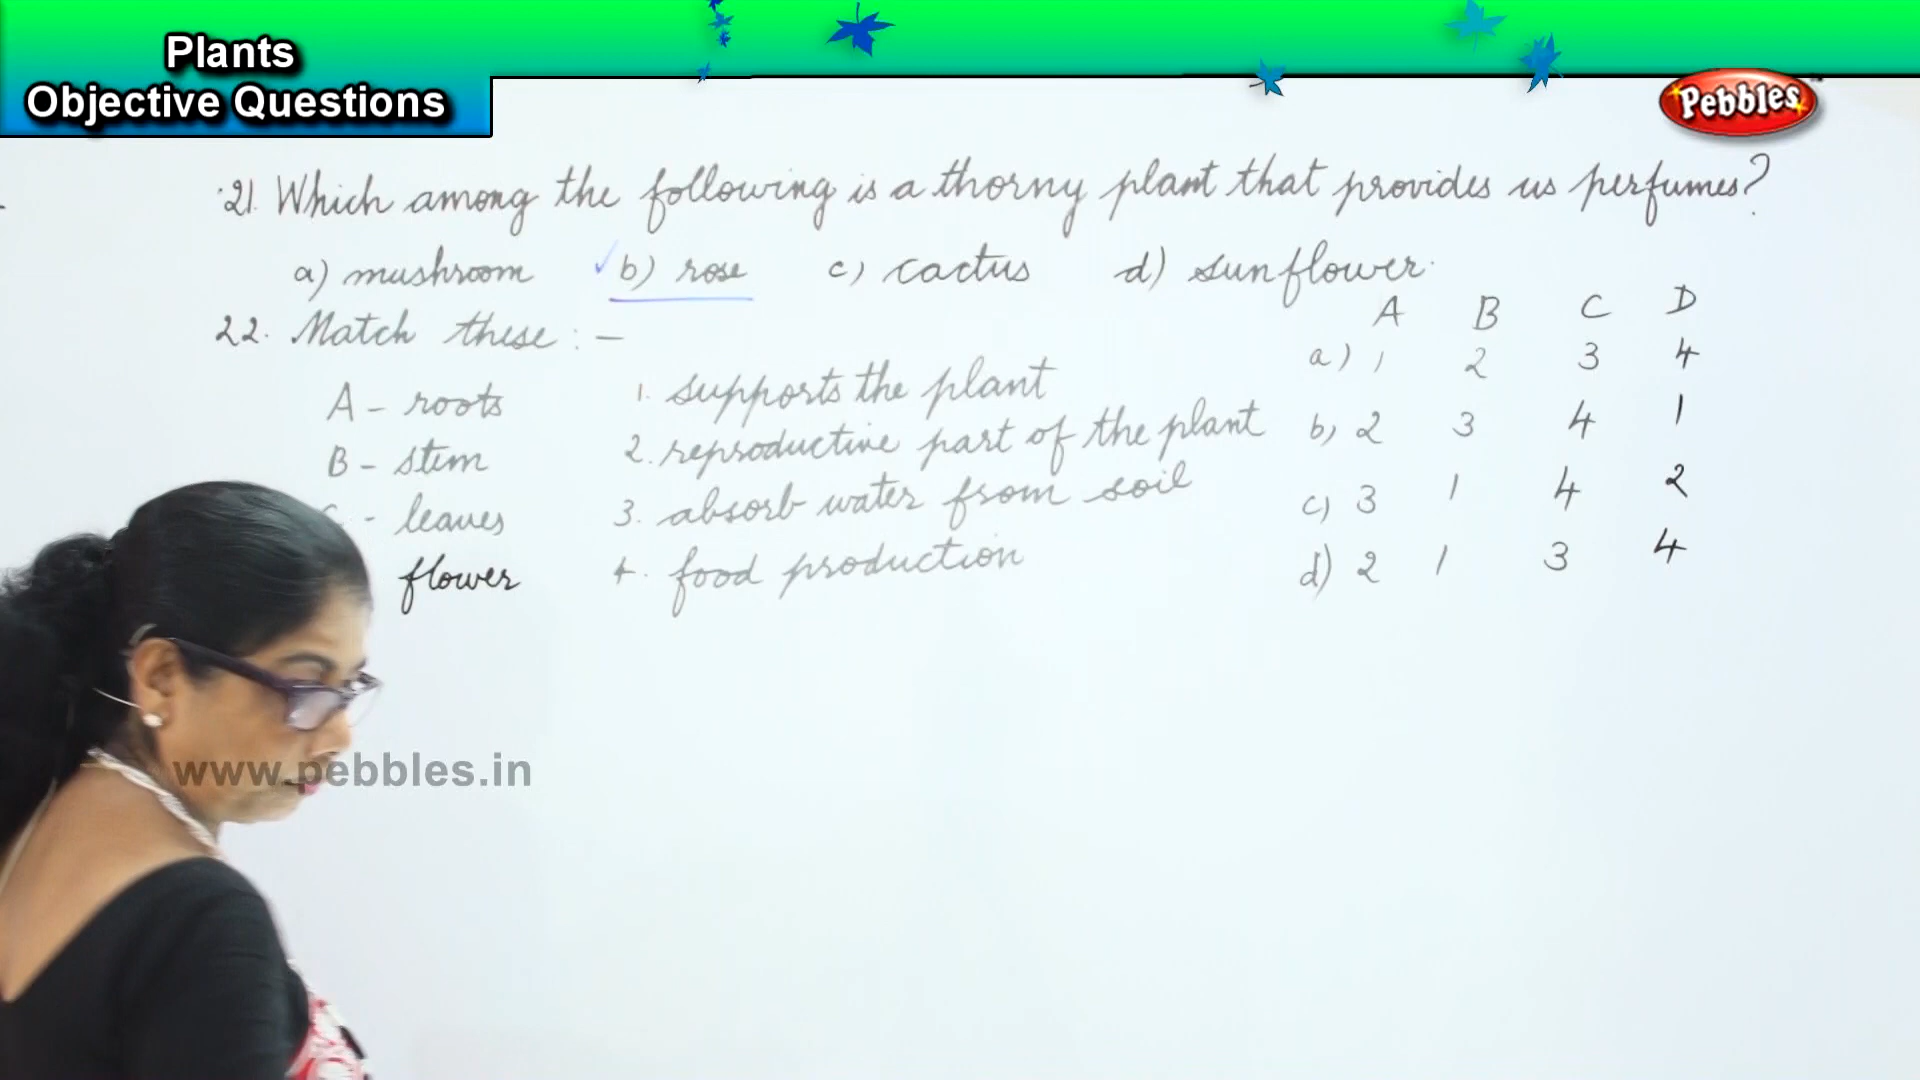 Plants
Objective Questions
Pebbles
21. Which among the following is a thorny plant that provides us perfumes?
a) mushroom b) rose c) cactus d) sunflower
22. Match these : —
A B C D
a) 1 2 3 4
A - roots 1. supports the plant
b) 2 3 4 1
B - stem 2. reproductive part of the plant
c) 3 1 4 2
C - leaves 3. absorb water from soil
d) 2 1 3 4
flower 4. food production
www.pebbles.in